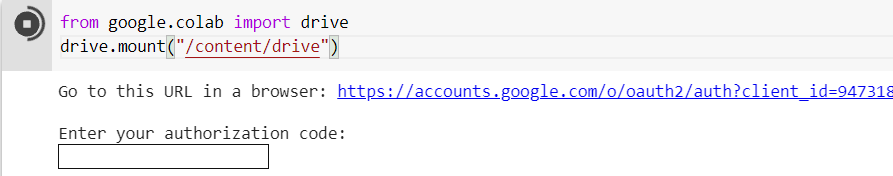 from google.colab import drive
drive.mount("/content/drive")
Go to this URL in a browser: https://accounts.google.com/o/oauth2/auth?client_id=947318
Enter your authorization code: